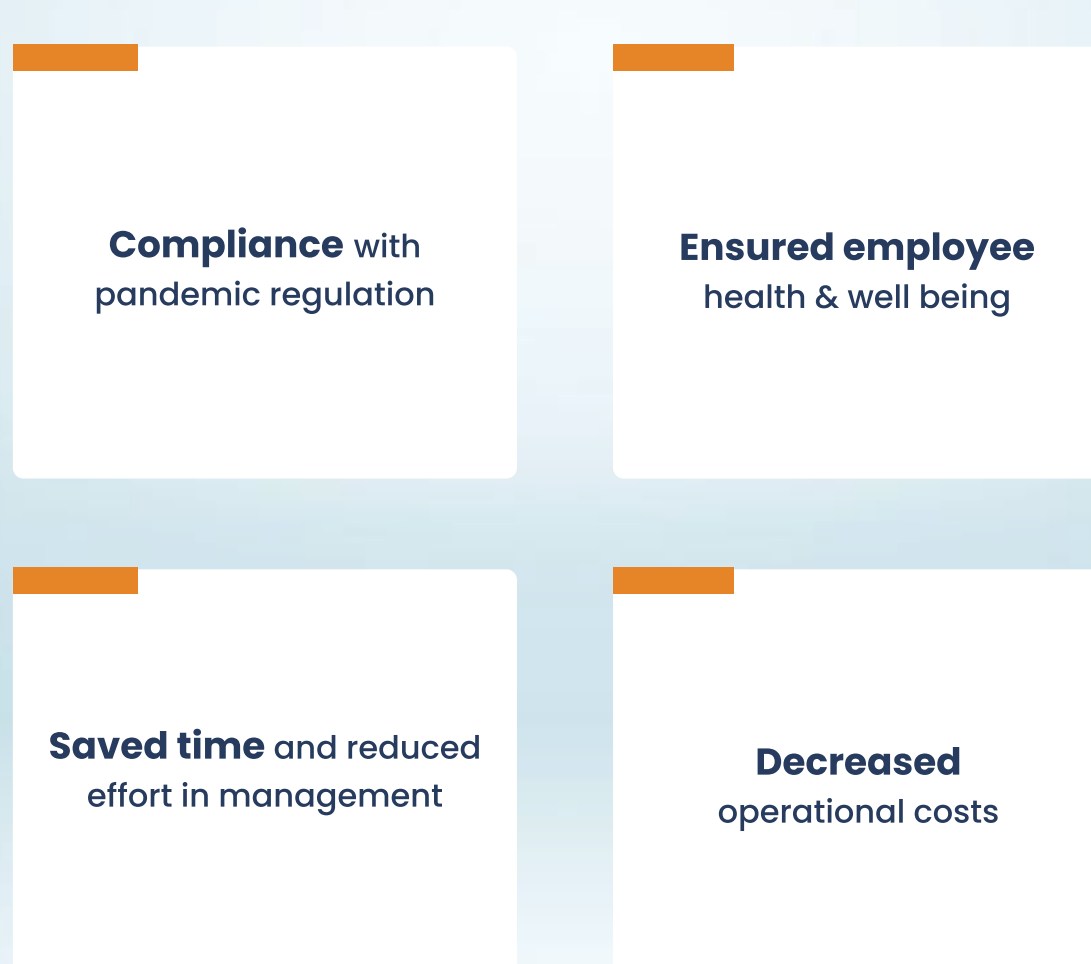 Compliance with
pandemic regulation
Ensured employee
health & well being
Saved time and reduced
effort in management
Decreased
operational costs